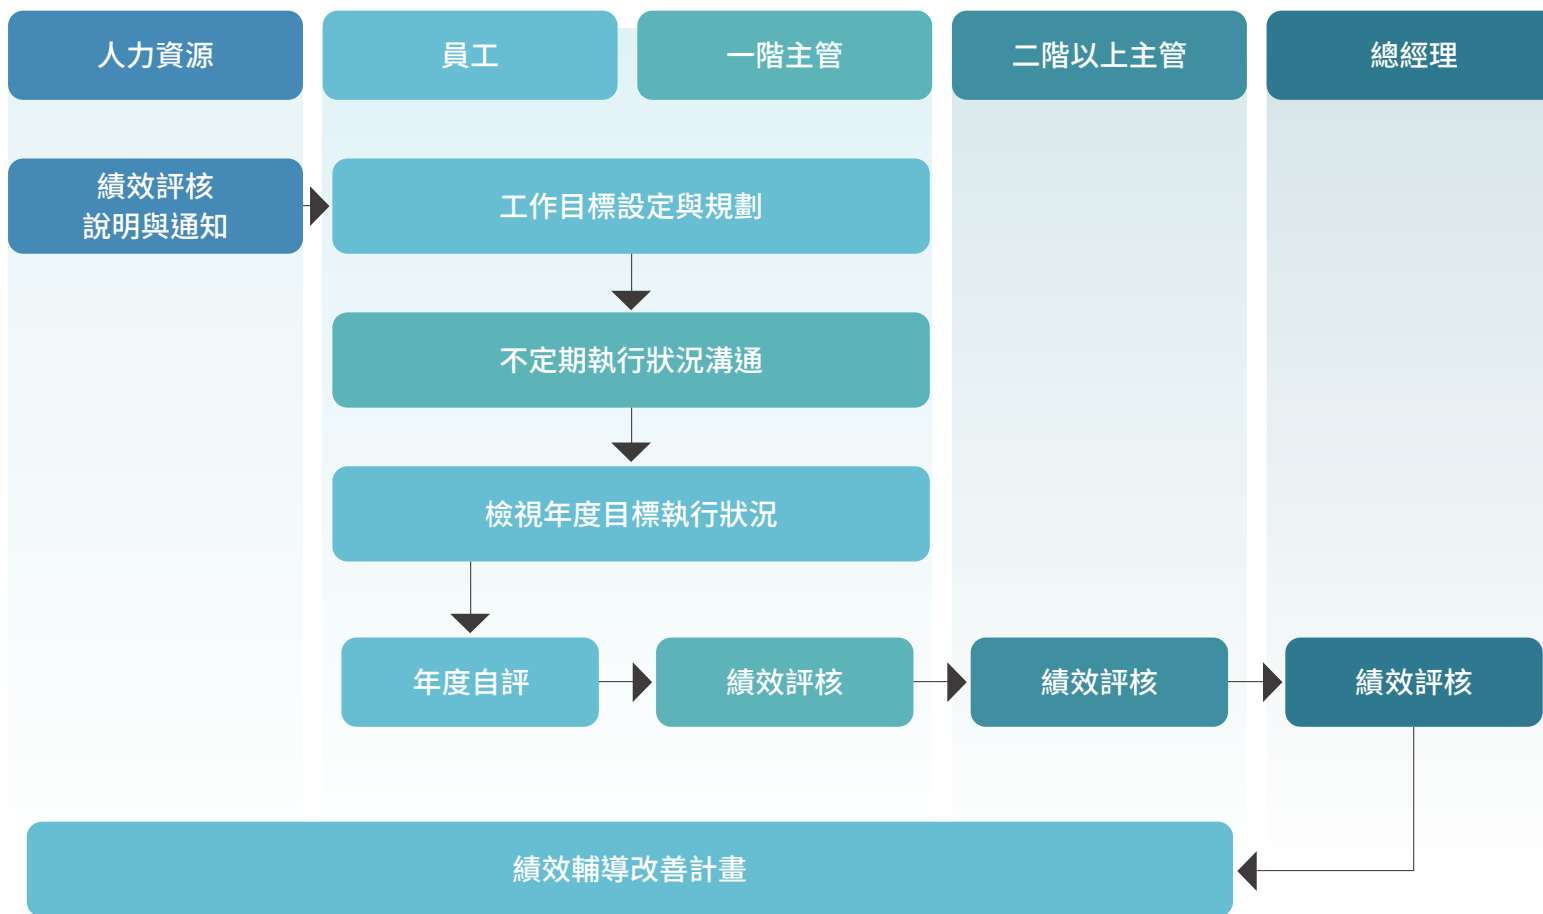 人力資源
員工
一階主管
二階以上主管
總經理
績效評核
說明與通知
工作目標設定與規劃
不定期執行狀況溝通
檢視年度目標執行狀況
年度自評
績效評核
績效評核
績效評核
績效輔導改善計畫